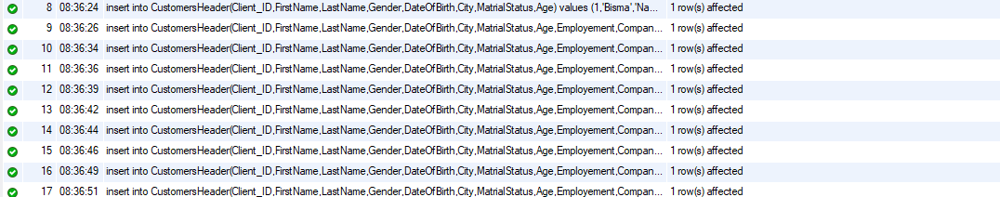 8 08:36:24 insert into CustomersHeader(Client_ID,FirstName,LastName,Gender,DateOfBirth,City,MatrialStatus,Age) values (1,'Bisma','Na... 1 row(s) affected
9 08:36:26 insert into CustomersHeader(Client_ID,FirstName,LastName,Gender,DateOfBirth,City,MatrialStatus,Age,Employement,Compan... 1 row(s) affected
10 08:36:34 insert into CustomersHeader(Client_ID,FirstName,LastName,Gender,DateOfBirth,City,MatrialStatus,Age,Employement,Compan... 1 row(s) affected
11 08:36:36 insert into CustomersHeader(Client_ID,FirstName,LastName,Gender,DateOfBirth,City,MatrialStatus,Age,Employement,Compan... 1 row(s) affected
12 08:36:39 insert into CustomersHeader(Client_ID,FirstName,LastName,Gender,DateOfBirth,City,MatrialStatus,Age,Employement,Compan... 1 row(s) affected
13 08:36:42 insert into CustomersHeader(Client_ID,FirstName,LastName,Gender,DateOfBirth,City,MatrialStatus,Age,Employement,Compan... 1 row(s) affected
14 08:36:44 insert into CustomersHeader(Client_ID,FirstName,LastName,Gender,DateOfBirth,City,MatrialStatus,Age,Employement,Compan... 1 row(s) affected
15 08:36:46 insert into CustomersHeader(Client_ID,FirstName,LastName,Gender,DateOfBirth,City,MatrialStatus,Age,Employement,Compan... 1 row(s) affected
16 08:36:49 insert into CustomersHeader(Client_ID,FirstName,LastName,Gender,DateOfBirth,City,MatrialStatus,Age,Employement,Compan... 1 row(s) affected
17 08:36:51 insert into CustomersHeader(Client_ID,FirstName,LastName,Gender,DateOfBirth,City,MatrialStatus,Age,Employement,Compan... 1 row(s) affected